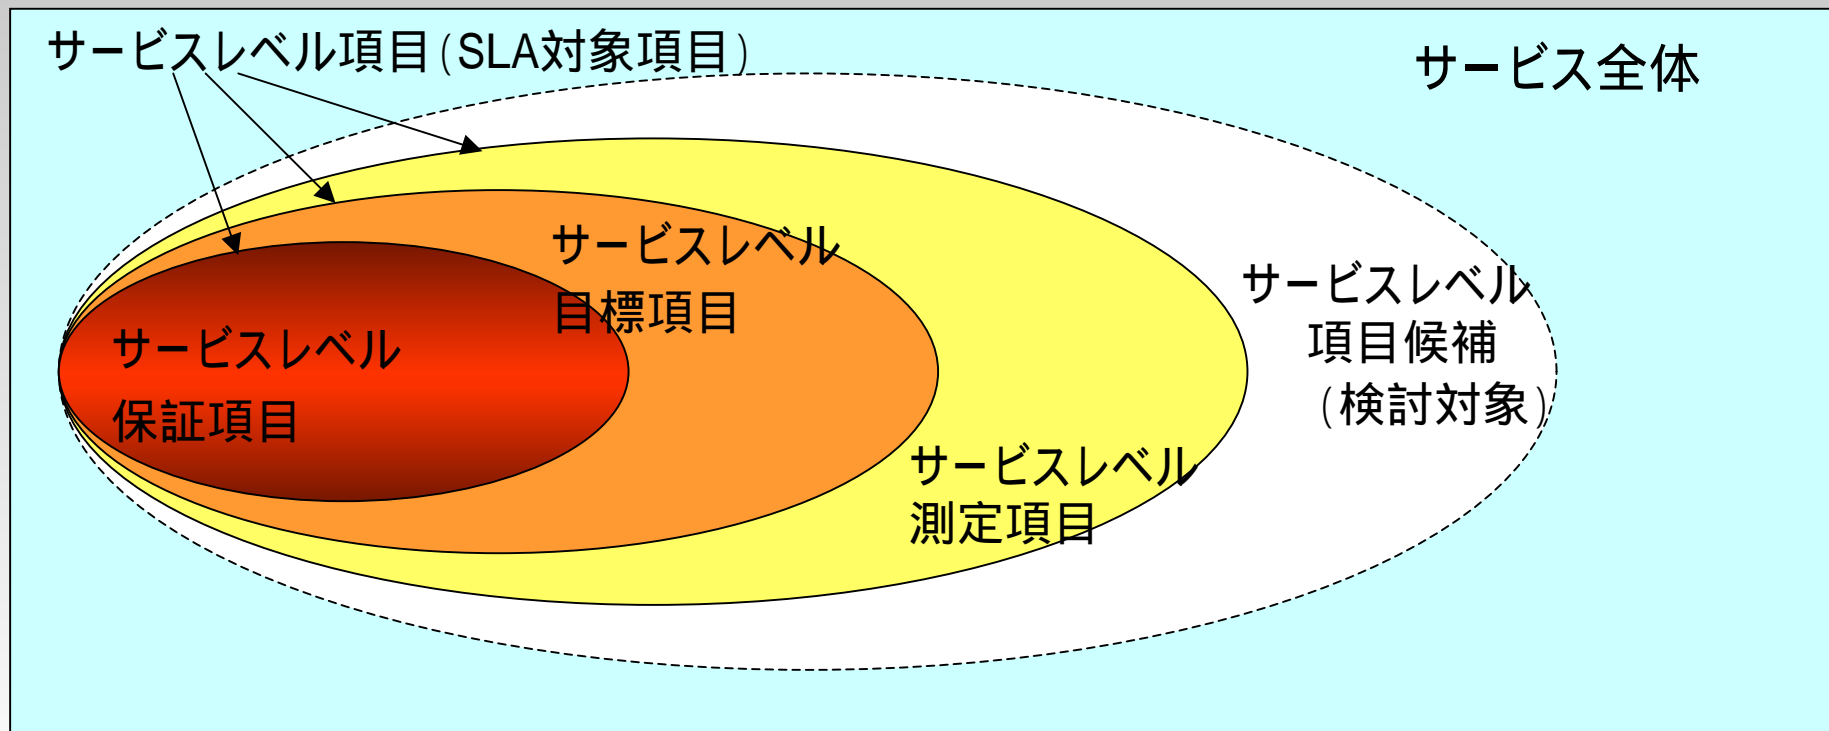 サービスレベル項目(SLA対象項目)
サービス全体
サービスレベル
目標項目
サービスレベル
保証項目
サービスレベル
項目候補
(検討対象)
サービスレベル
測定項目